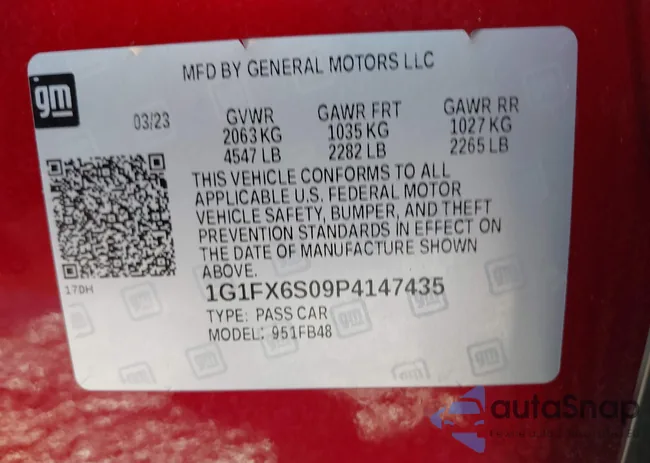 MFD BY GENERAL MOTORS LLC
gm
03/23 GVWR GAWR FRT GAWR RR
2063 KG 1035 KG 1027 KG
4547 LB 2282 LB 2265 LB
THIS VEHICLE CONFORMS TO ALL
APPLICABLE U.S. FEDERAL MOTOR
VEHICLE SAFETY, BUMPER, AND THEFT
PREVENTION STANDARDS IN EFFECT ON
THE DATE OF MANUFACTURE SHOWN
ABOVE.
17DH
1G1FX6S09P4147435
TYPE: PASS CAR
MODEL: 951FB48
autoSnap